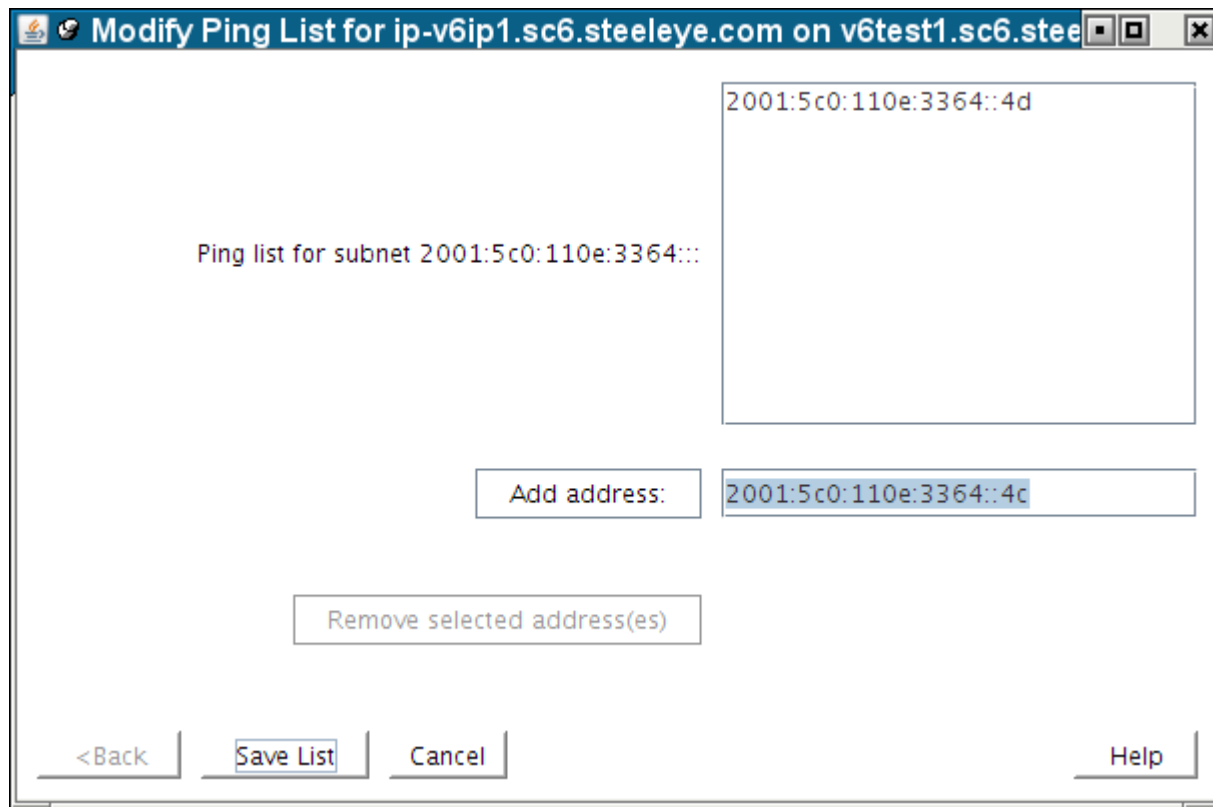 Modify Ping List for ip-v6ip1.sc6.steeleye.com on v6test1.sc6.stee
2001:5c0:110e:3364::4d
Ping list for subnet 2001:5c0:110e:3364:::
Add address:
2001:5c0:110e:3364::4c
Remove selected address(es)
<Back
Save List
Cancel
Help